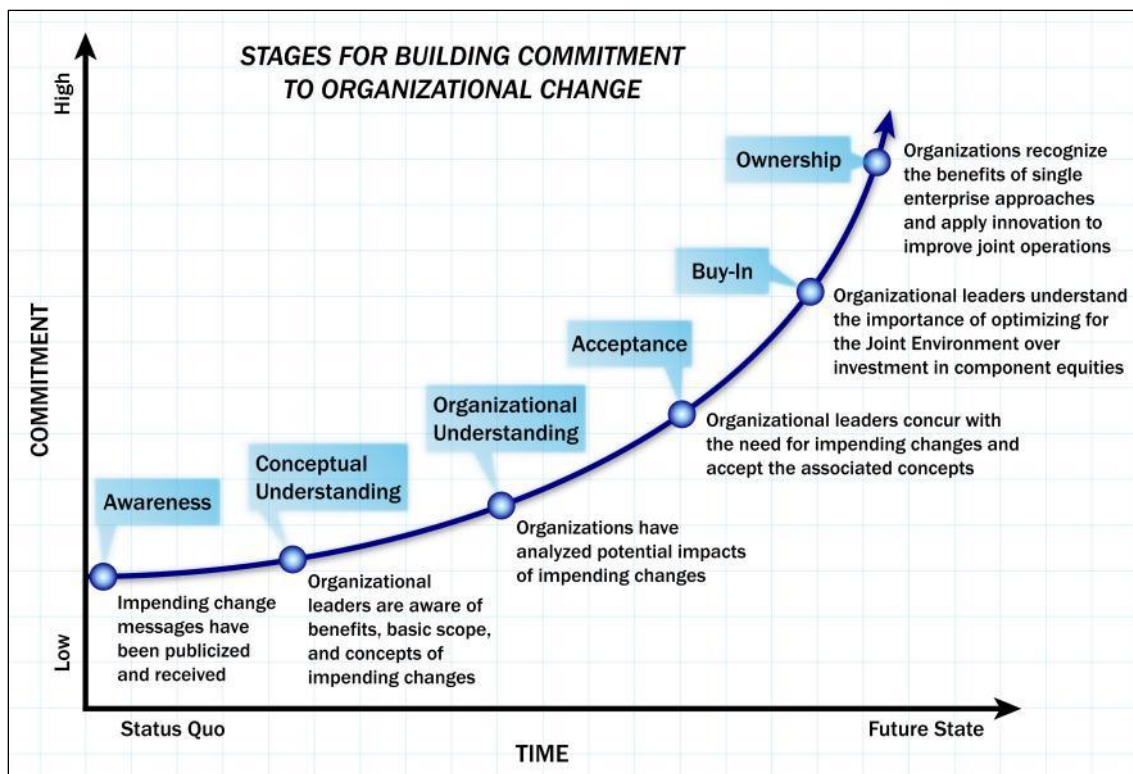 STAGES FOR BUILDING COMMITMENT
TO ORGANIZATIONAL CHANGE
High
COMMITMENT
Low
Awareness
Impending change
messages have
been publicized
and received
Conceptual
Understanding
Organizational
leaders are aware of
benefits, basic scope,
and concepts of
impending changes
Organizational
Understanding
Organizations have
analyzed potential impacts
of impending changes
Acceptance
Organizational leaders concur with
the need for impending changes and
accept the associated concepts
Buy-In
Organizational leaders understand
the importance of optimizing for
the Joint Environment over
investment in component equities
Ownership
Organizations recognize
the benefits of single
enterprise approaches
and apply innovation to
improve joint operations
Status Quo
TIME
Future State